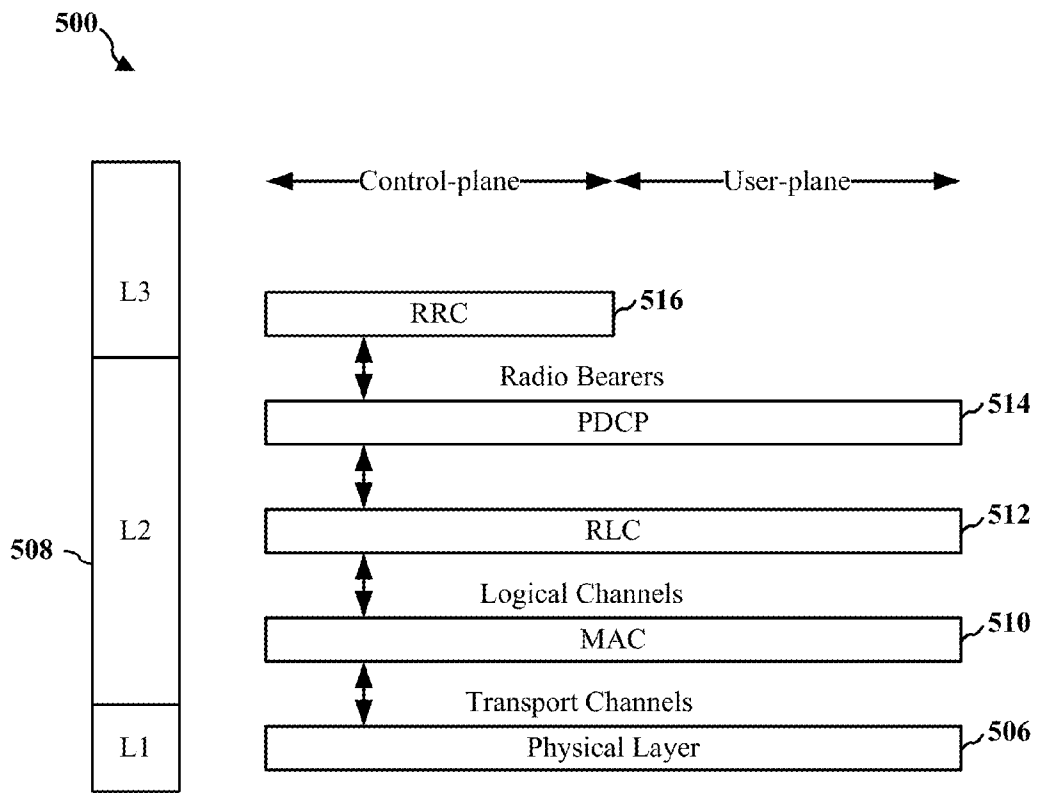 500
Control-plane
User-plane
L3
RRC
516
Radio Bearers
514
PDCP
L2
508
RLC
512
Logical Channels
MAC
510
Transport Channels
L1
Physical Layer
506